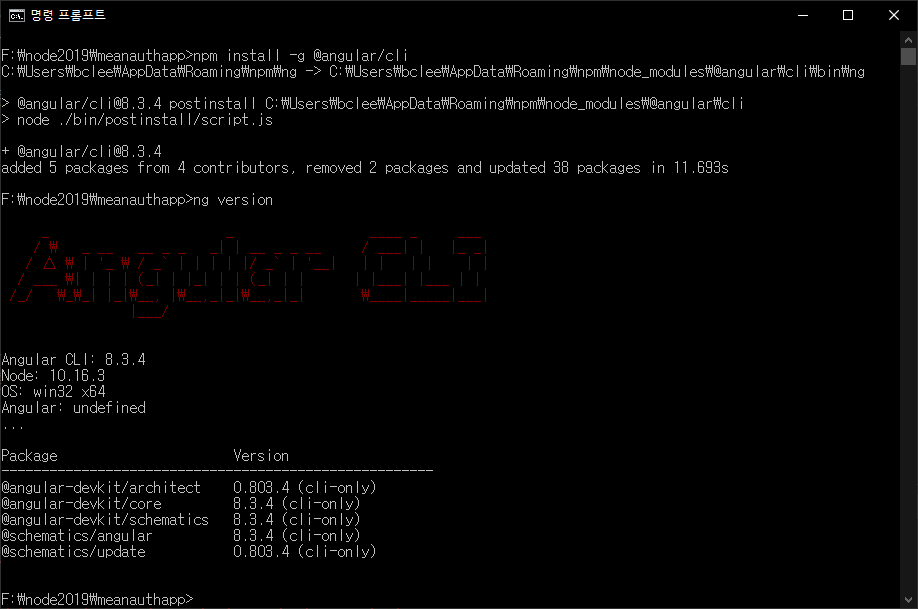 명령 프롬프트
F:₩node2019₩meanauthapp>npm install -g @angular/cli
C:₩Users₩bclee₩AppData₩Roaming₩npm₩ng -> C:₩Users₩bclee₩AppData₩Roaming₩npm₩node_modules₩@angular₩cli₩bin₩ng
> @angular/cli@8.3.4 postinstall C:₩Users₩bclee₩AppData₩Roaming₩npm₩node_modules₩@angular₩cli
> node ./bin/postinstall/script.js
+ @angular/cli@8.3.4
added 5 packages from 4 contributors, removed 2 packages and updated 38 packages in 11.693s
F:₩node2019₩meanauthapp>ng version
Angular CLI
Angular CLI: 8.3.4
Node: 10.16.3
OS: win32 x64
Angular: undefined
...
Package Version
------------------------------------------------------
@angular-devkit/architect 0.803.4 (cli-only)
@angular-devkit/core 8.3.4 (cli-only)
@angular-devkit/schematics 8.3.4 (cli-only)
@schematics/angular 8.3.4 (cli-only)
@schematics/update 0.803.4 (cli-only)
F:₩node2019₩meanauthapp>